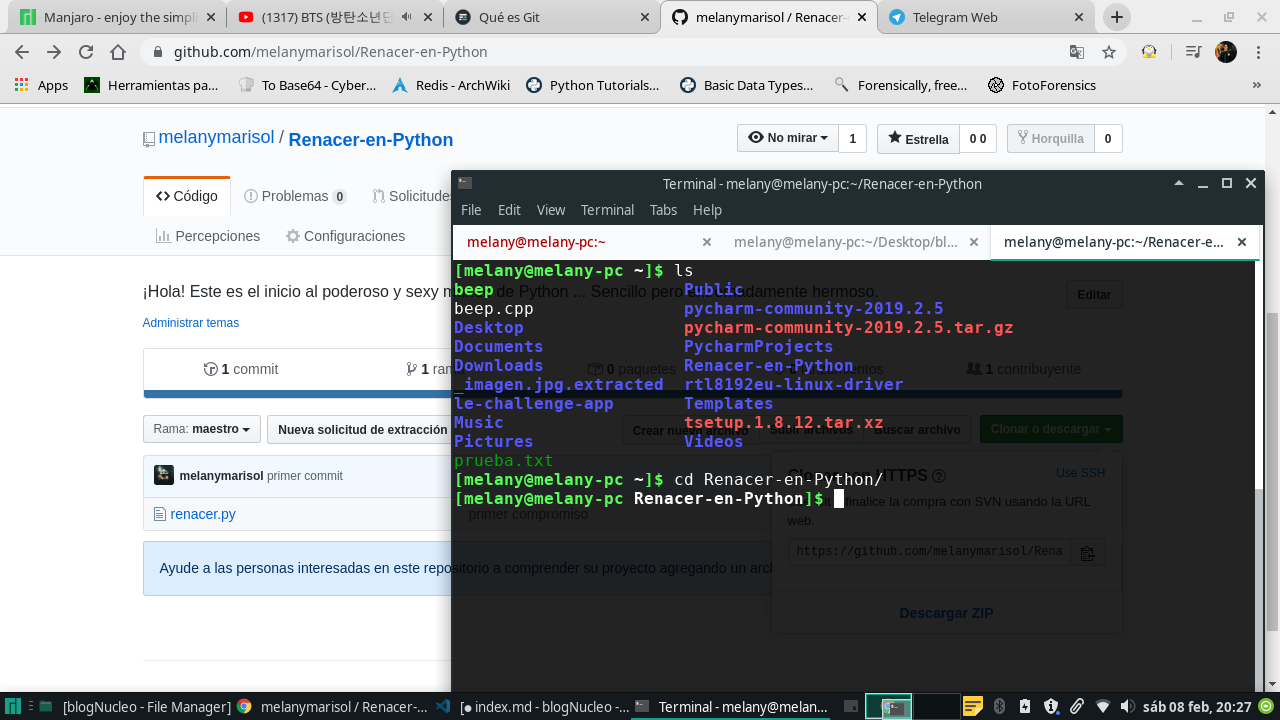 Manjaro - enjoy the simpli
(1317) BTS (방탄소년단
Qué es Git
melanymarisol / Renacer-
Telegram Web
github.com/melanymarisol/Renacer-en-Python
Apps
Herramientas pa...
To Base64 - Cyber...
Redis - ArchWiki
Python Tutorials...
Basic Data Types...
Forensically, free...
FotoForensics
»
melanymarisol / Renacer-en-Python
No mirar 1
Estrella 0 0
Horquilla 0
Código
Problemas 0
Solicitudes
Percepciones
Configuraciones
¡Hola! Este es el inicio al poderoso y sexy m de Python ... Sencillo pero hermoso.
Editar
Administrar temas
1 commit
1 ram
0 paquetes
1 contribuyente
Rama: maestro
Nueva solicitud de extracción
Crear nuevo archivo
Subir archivos
Buscar archivo
Clonar o descargar
melanymarisol primer commit
renacer.py
primer compromiso
HTTPS
Use SSH
finalice la compra con SVN usando la URL
web.
https://github.com/melanymarisol/Rena
Descargar ZIP
Ayude a las personas interesadas en este repositorio a comprender su proyecto agregando un arch
Terminal - melany@melany-pc:~/Renacer-en-Python
File Edit View Terminal Tabs Help
melany@melany-pc:~
melany@melany-pc:~/Desktop/bl...
melany@melany-pc:~/Renacer-e...
[melany@melany-pc ~]$ ls
beep Public
beep.cpp pycharm-community-2019.2.5
Desktop pycharm-community-2019.2.5.tar.gz
Documents PycharmProjects
Downloads Renacer-en-Python
_imagen.jpg.extracted rtl8192eu-linux-driver
le-challenge-app Templates
Music tsetup.1.8.12.tar.xz
Pictures Videos
prueba.txt
[melany@melany-pc ~]$ cd Renacer-en-Python/
[melany@melany-pc Renacer-en-Python]$
[blogNucleo - File Manager]
melanymarisol / Renacer-...
[● index.md - blogNucleo -...
Terminal - melany@melan...
sáb 08 feb, 20:27